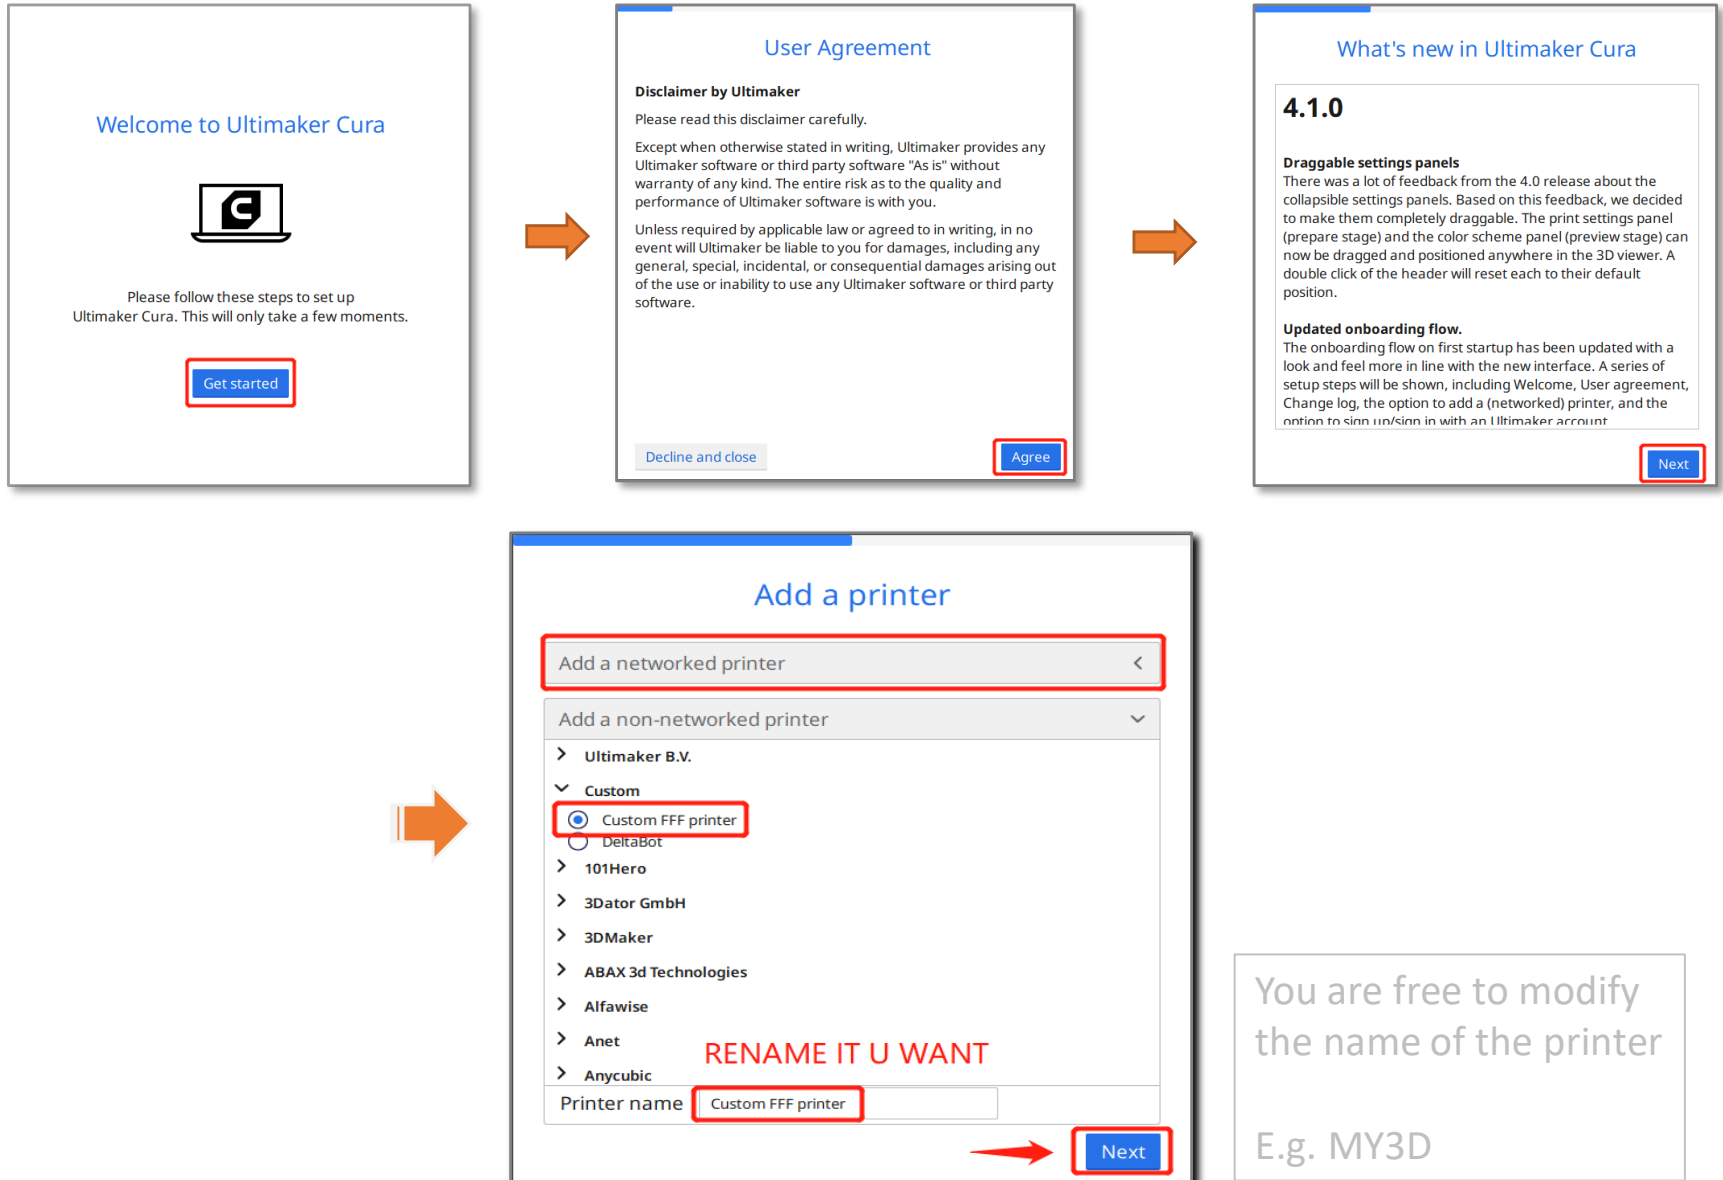 Welcome to Ultimaker Cura
Please follow these steps to set up
Ultimaker Cura. This will only take a few moments.
Get started
User Agreement
Disclaimer by Ultimaker
Please read this disclaimer carefully.
Except when otherwise stated in writing, Ultimaker provides any
Ultimaker software or third party software "As is" without
warranty of any kind. The entire risk as to the quality and
performance of Ultimaker software is with you.
Unless required by applicable law or agreed to in writing, in no
event will Ultimaker be liable to you for damages, including any
general, special, incidental, or consequential damages arising out
of the use or inability to use any Ultimaker software or third party
software.
Decline and close
Agree
What's new in Ultimaker Cura
4.1.0
Draggable settings panels
There was a lot of feedback from the 4.0 release about the
collapsible settings panels. Based on this feedback, we decided
to make them completely draggable. The print settings panel
(prepare stage) and the color scheme panel (preview stage) can
now be dragged and positioned anywhere in the 3D viewer. A
double click of the header will reset each to their default
position.
Updated onboarding flow.
The onboarding flow on first startup has been updated with a
look and feel more in line with the new interface. A series of
setup steps will be shown, including Welcome, User agreement,
Change log, the option to add a (networked) printer, and the
option to sign up/sign in with an Ultimaker account
Next
Add a printer
Add a networked printer
Add a non-networked printer
Ultimaker B.V.
Custom
Custom FFF printer
DeltaBot
101Hero
3Dator GmbH
3DMaker
ABAX 3d Technologies
Alfawise
Anet
RENAME IT U WANT
Anycubic
Printer name
Custom FFF printer
Next
You are free to modify
the name of the printer
E.g. MY3D